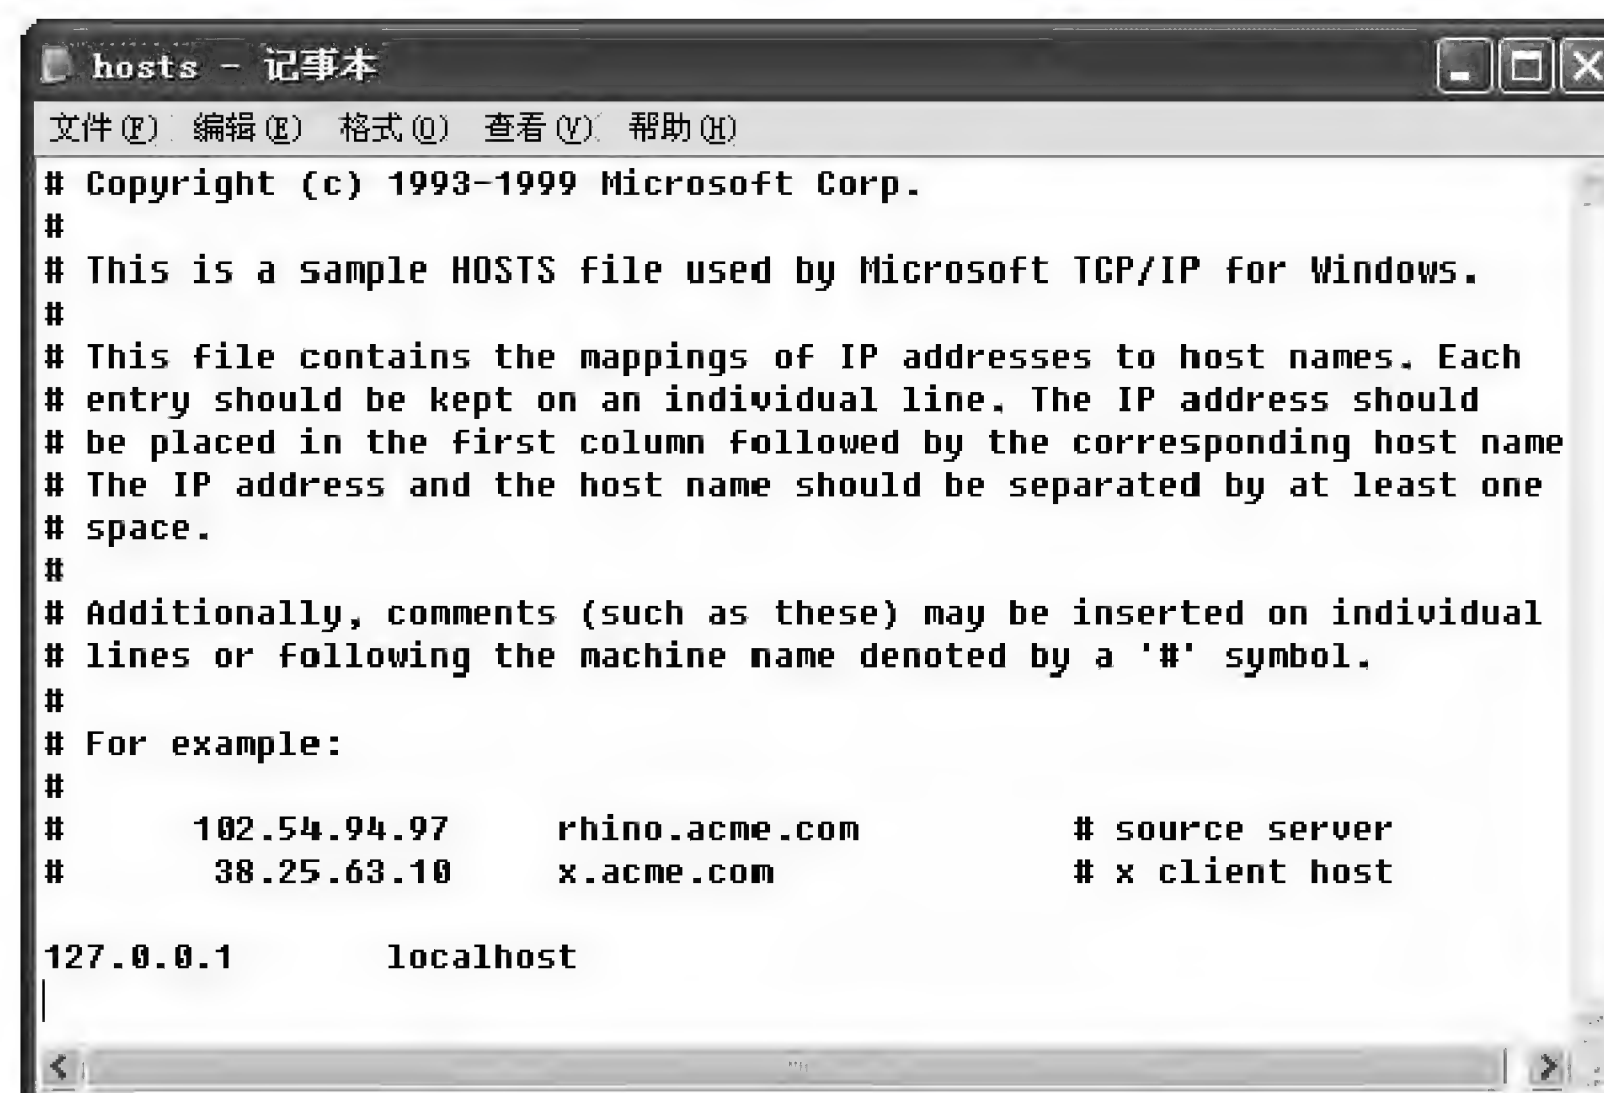 hosts - 记事本
文件(F) 编辑(E) 格式(O) 查看(V) 帮助(H)
# Copyright (c) 1993-1999 Microsoft Corp.
#
# This is a sample HOSTS file used by Microsoft TCP/IP for Windows.
#
# This file contains the mappings of IP addresses to host names. Each
# entry should be kept on an individual line. The IP address should
# be placed in the first column followed by the corresponding host name
# The IP address and the host name should be separated by at least one
# space.
#
# Additionally, comments (such as these) may be inserted on individual
# lines or following the machine name denoted by a '#' symbol.
#
# For example:
#
#      102.54.94.97     rhino.acme.com          # source server
#       38.25.63.10     x.acme.com              # x client host
127.0.0.1       localhost